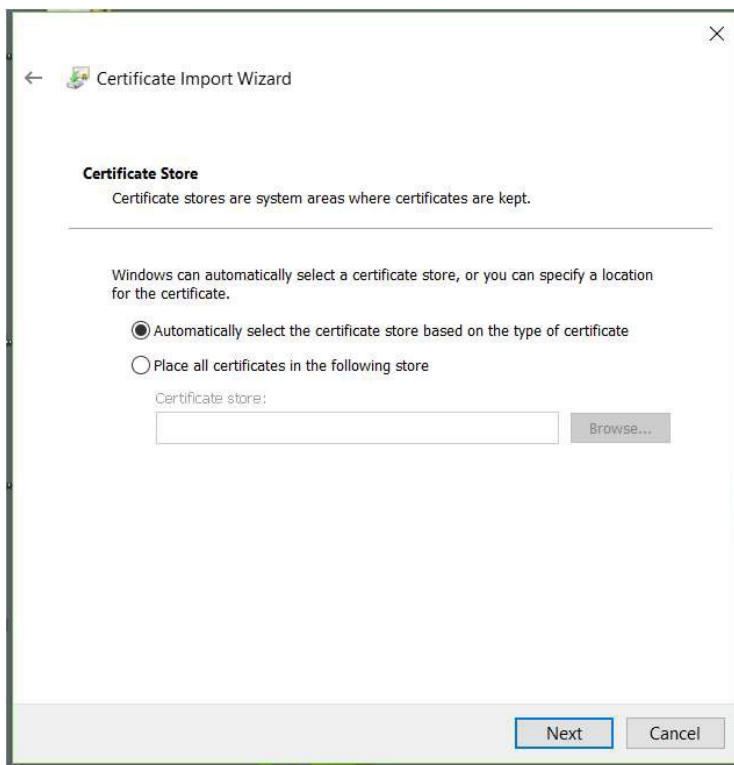 Certificate Import Wizard
Certificate Store
Certificate stores are system areas where certificates are kept.
Windows can automatically select a certificate store, or you can specify a location
for the certificate.
Automatically select the certificate store based on the type of certificate
Place all certificates in the following store
Certificate store:
Browse...
Next
Cancel